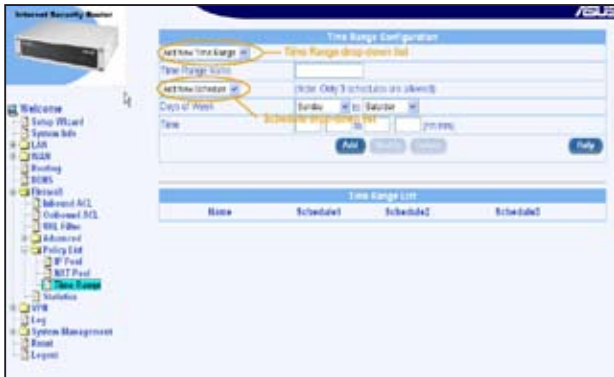 Internet Security Router
ASUS
Time Range Configuration
Add New Time Range
Time Range drop-down list
Time Range Name
Add New Schedule
(Note: Only 3 schedules are allowed)
Days of Week
Sunday
to
Saturday
Schedule drop-down list
Time
to
(hh:mm)
Add
Modify
Delete
Help
Time Range List
Name
Schedule1
Schedule2
Schedule3
Welcome
Setup Wizard
System Info
LAN
WAN
Routing
DDNS
Firewall
Inbound ACL
Outbound ACL
URL Filter
Advanced
Policy List
IP Pool
NAT Pool
Time Range
Statistics
VPN
Log
System Management
Reset
Logout